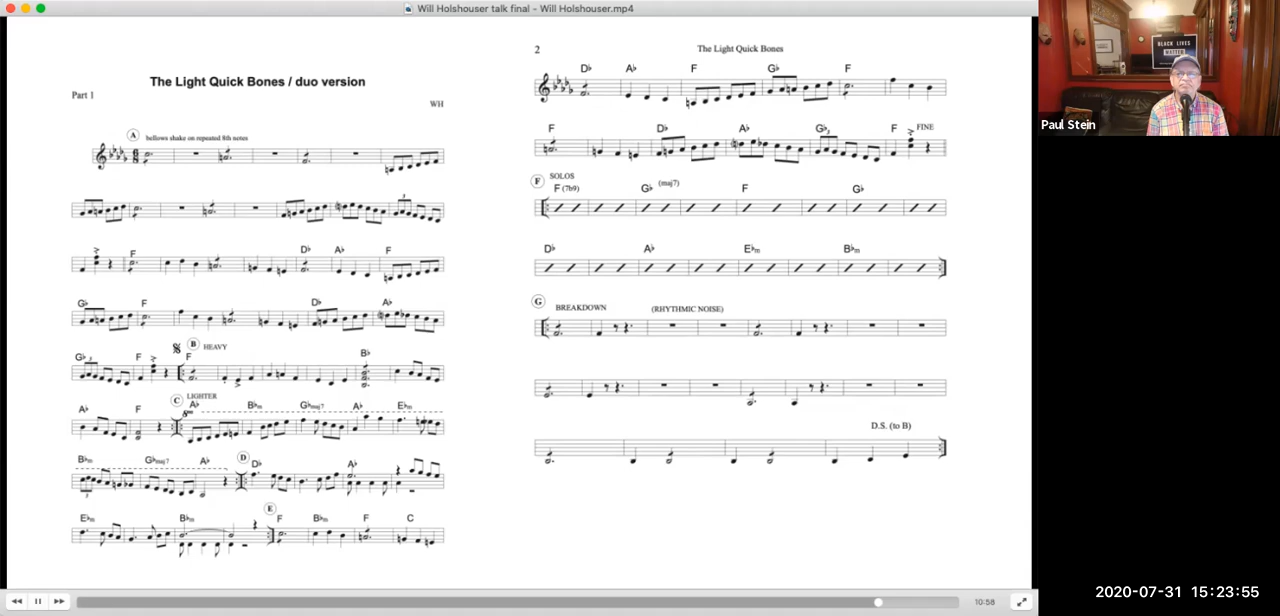 Will Holshouser talk final - Will Holshouser.mp4
The Light Quick Bones / duo version
Part 1
WH
A bellows shake on repeated 8th notes
F D♭ A♭ F
G♭ F D♭ A♭
G♭ F B HEAVY F B♭
A♭ F C LIGHTER A♭ B♭m G♭maj7 A♭ E♭m
B♭m G♭maj7 A♭ D D♭ A♭
E♭m B♭m E F B♭m F C
2 The Light Quick Bones
D♭ A♭ F G♭ F
F D♭ A♭ G♭ F FINE
F SOLOS
F (7b9) G♭ (maj7) F G♭
D♭ A♭ E♭m B♭m
G BREAKDOWN (RHYTHMIC NOISE)
D.S. (to B)
10:58
BLACK LIVES
MATTER
Paul Stein
2020-07-31 15:23:55